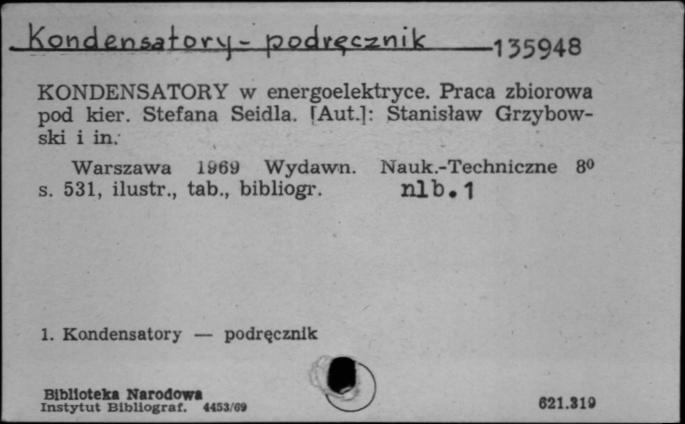 Kondensatory - podręcznik 135948
KONDENSATORY w energoelektryce. Praca zbiorowa
pod kier. Stefana Seidla. [Aut.]: Stanisław Grzybow-
ski i in.
Warszawa 1969 Wydawn. Nauk.-Techniczne 8⁰
s. 531, ilustr., tab., bibliogr. nlb.1
1. Kondensatory — podręcznik
Biblioteka Narodowa
Instytut Bibliograf. 4453/69
621.319